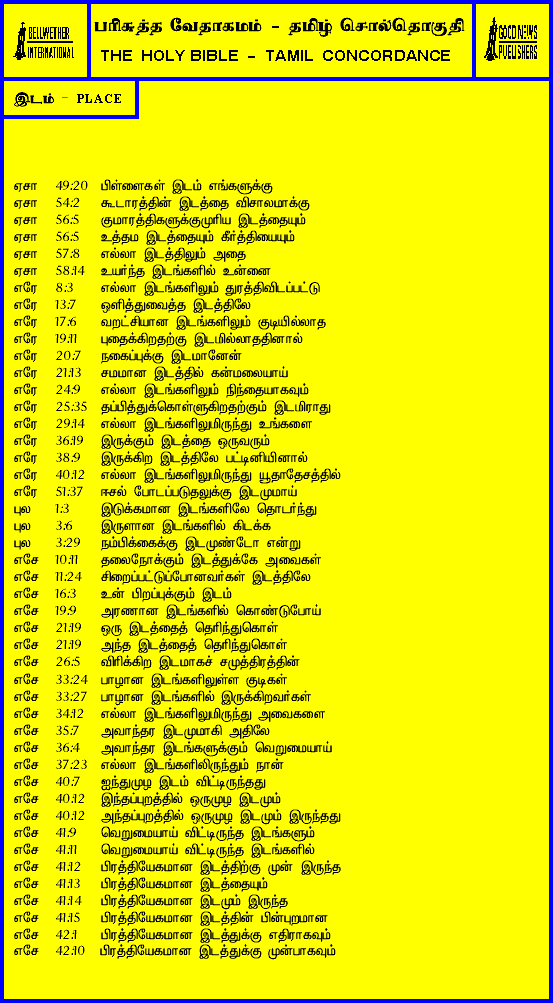 BELLWETHER
INTERNATIONAL
பரிசுத்த வேதாகமம் - தமிழ் சொல்தொகுதி
THE HOLY BIBLE - TAMIL CONCORDANCE
GOOD NEWS
PUBLISHERS
இடம் - PLACE
ஏசா 49:20 பிள்ளைகள் இடம் எங்களுக்கு
ஏசா 54:2 கூடாரத்தின் இடத்தை விசாலமாக்கு
ஏசா 56:5 குமாரத்திகளுக்குமுரிய இடத்தையும்
ஏசா 56:5 உத்தம இடத்தையும் கீர்த்தியையும்
ஏசா 57:8 எல்லா இடத்திலும் அதை
ஏசா 58:14 உயர்ந்த இடங்களில் உன்னை
எரே 8:3 எல்லா இடங்களிலும் துரத்திவிடப்பட்டு
எரே 13:7 ஒளித்துவைத்த இடத்திலே
எரே 17:6 வறட்சியான இடங்களிலும் குடியில்லாத
எரே 19:11 புதைக்கிறதற்கு இடமில்லாததினால்
எரே 20:7 நகைப்புக்கு இடமானேன்
எரே 21:13 சமமான இடத்தில் கன்மலையாய்
எரே 24:9 எல்லா இடங்களிலும் நிந்தையாகவும்
எரே 25:35 தப்பித்துக்கொள்ளுகிறதற்கும் இடமிராது
எரே 29:14 எல்லா இடங்களிலுமிருந்து உங்களை
எரே 36:19 இருக்கும் இடத்தை ஒருவரும்
எரே 38:9 இருக்கிற இடத்திலே பட்டினியினால்
எரே 40:12 எல்லா இடங்களிலுமிருந்து யூதாதேசத்தில்
எரே 51:37 ஈசல் போடப்படுதலுக்கு இடமுமாய்
புல 1:3 இடுக்கமான இடங்களிலே தொடர்ந்து
புல 3:6 இருளான இடங்களில் கிடக்க
புல 3:29 நம்பிக்கைக்கு இடமுண்டோ என்று
எசே 10:11 தலைநோக்கும் இடத்துக்கே அவைகள்
எசே 11:24 சிறைப்பட்டுப்போனவர்கள் இடத்திலே
எசே 16:3 உன் பிறப்புக்கும் இடம்
எசே 19:9 அரணான இடங்களில் கொண்டுபோய்
எசே 21:19 ஒரு இடத்தைத் தெரிந்துகொள்
எசே 21:19 அந்த இடத்தைத் தெரிந்துகொள்
எசே 26:5 விரிக்கிற இடமாகச் சமுத்திரத்தின்
எசே 33:24 பாழான இடங்களிலுள்ள குடிகள்
எசே 33:27 பாழான இடங்களில் இருக்கிறவர்கள்
எசே 34:12 எல்லா இடங்களிலுமிருந்து அவைகளை
எசே 35:7 அவாந்தர இடமுமாகி அதிலே
எசே 36:4 அவாந்தர இடங்களுக்கும் வெறுமையாய்
எசே 37:23 எல்லா இடங்களிலிருந்தும் நான்
எசே 40:7 ஐந்துமுழ இடம் விட்டிருந்தது
எசே 40:12 இந்தப்புறத்தில் ஒருமுழ இடமும்
எசே 40:12 அந்தப்புறத்தில் ஒருமுழ இடமும் இருந்தது
எசே 41:9 வெறுமையாய் விட்டிருந்த இடங்களும்
எசே 41:11 வெறுமையாய் விட்டிருந்த இடங்களில்
எசே 41:12 பிரத்தியேகமான இடத்திற்கு முன் இருந்த
எசே 41:13 பிரத்தியேகமான இடத்தையும்
எசே 41:14 பிரத்தியேகமான இடமும் இருந்த
எசே 41:15 பிரத்தியேகமான இடத்தின் பின்புறமான
எசே 42:1 பிரத்தியேகமான இடத்துக்கு எதிராகவும்
எசே 42:10 பிரத்தியேகமான இடத்துக்கு முன்பாகவும்